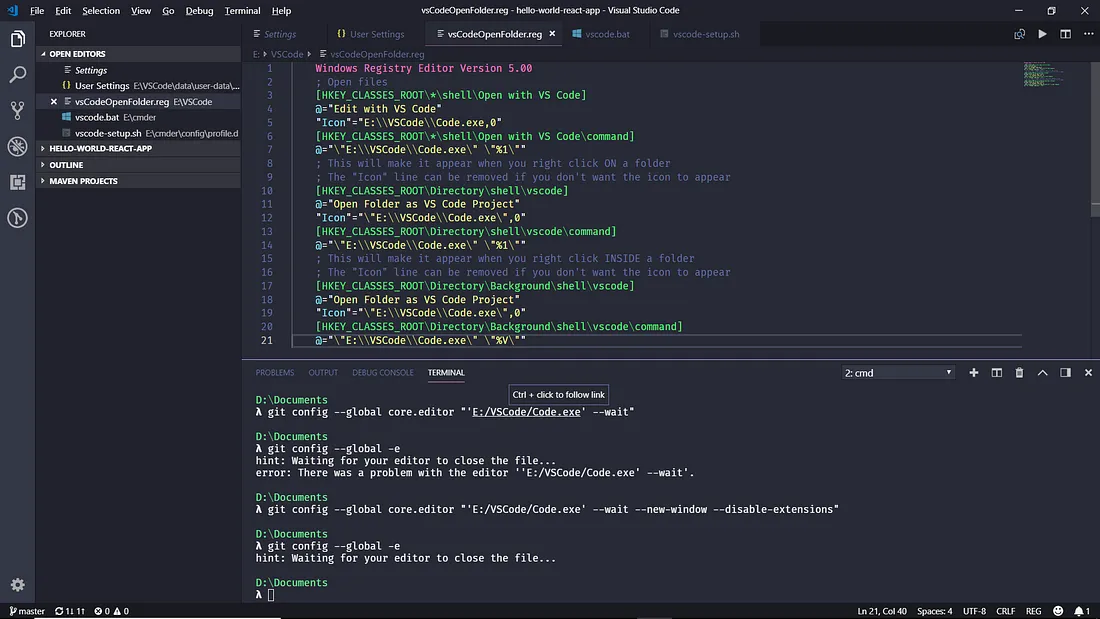 File Edit Selection View Go Debug Terminal Help vsCodeOpenFolder.reg - hello-world-react-app - Visual Studio Code
EXPLORER
OPEN EDITORS
Settings
User Settings E:\VSCode\data\user-data\...
vsCodeOpenFolder.reg E:\VSCode
vscode.bat E:\cmder
vscode-setup.sh E:\cmder\config\profile.d
HELLO-WORLD-REACT-APP
OUTLINE
MAVEN PROJECTS
Settings {} User Settings vsCodeOpenFolder.reg vscode.bat vscode-setup.sh
E: VSCode vsCodeOpenFolder.reg
1 Windows Registry Editor Version 5.00
2 ; Open files
3 [HKEY_CLASSES_ROOT\*\shell\Open with VS Code]
4 @="Edit with VS Code"
5 "Icon"="E:\\VSCode\\Code.exe,0"
6 [HKEY_CLASSES_ROOT\*\shell\Open with VS Code\command]
7 @="\"E:\\VSCode\\Code.exe\" \"%1\""
8 ; This will make it appear when you right click ON a folder
9 ; The "Icon" line can be removed if you don't want the icon to appear
10 [HKEY_CLASSES_ROOT\Directory\shell\vscode]
11 @="Open Folder as VS Code Project"
12 "Icon"="\"E:\\VSCode\\Code.exe\",0"
13 [HKEY_CLASSES_ROOT\Directory\shell\vscode\command]
14 @="\"E:\\VSCode\\Code.exe\" \"%1\""
15 ; This will make it appear when you right click INSIDE a folder
16 ; The "Icon" line can be removed if you don't want the icon to appear
17 [HKEY_CLASSES_ROOT\Directory\Background\shell\vscode]
18 @="Open Folder as VS Code Project"
19 "Icon"="\"E:\\VSCode\\Code.exe\",0"
20 [HKEY_CLASSES_ROOT\Directory\Background\shell\vscode\command]
21 @="\"E:\\VSCode\\Code.exe\" \"%V\""
PROBLEMS OUTPUT DEBUG CONSOLE TERMINAL 2: cmd
Ctrl + click to follow link
D:\Documents
λ git config --global core.editor "'E:/VSCode/Code.exe' --wait"
D:\Documents
λ git config --global -e
hint: Waiting for your editor to close the file...
error: There was a problem with the editor ''E:/VSCode/Code.exe' --wait'.
D:\Documents
λ git config --global core.editor "'E:/VSCode/Code.exe' --wait --new-window --disable-extensions"
D:\Documents
λ git config --global -e
hint: Waiting for your editor to close the file...
D:\Documents
λ
master 1↓ 1↑ 0 0 Ln 21, Col 40 Spaces: 4 UTF-8 CRLF REG 1